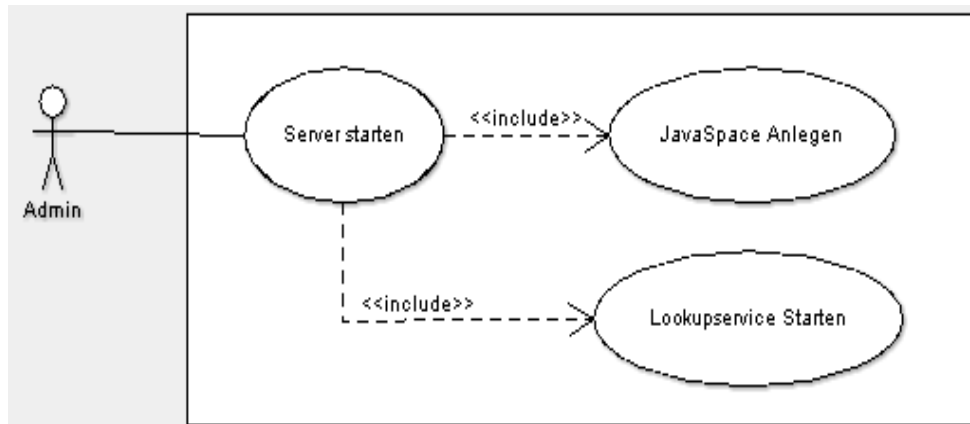 Server starten
<<include>>
JavaSpace Anlegen
Admin
<<include>>
Lookupservice Starten